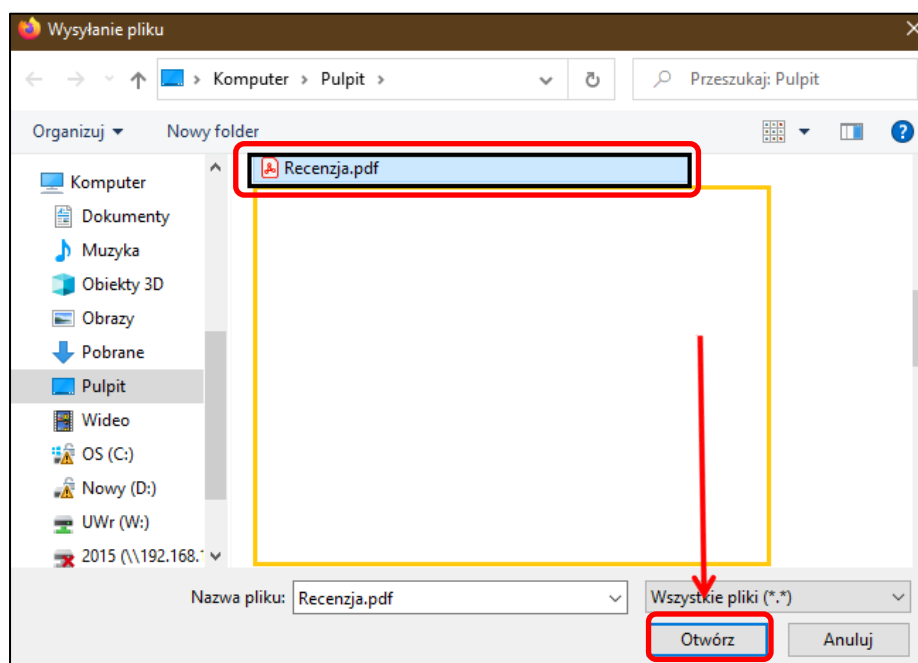 Wysyłanie pliku
Komputer > Pulpit >
Przeszukaj: Pulpit
Organizuj
Nowy folder
Recenzja.pdf
Komputer
Dokumenty
Muzyka
Obiekty 3D
Obrazy
Pobrane
Pulpit
Wideo
OS (C:)
Nowy (D:)
UWr (W:)
2015 (\\192.168.
Nazwa pliku: Recenzja.pdf
Wszystkie pliki (*.*)
Otwórz
Anuluj